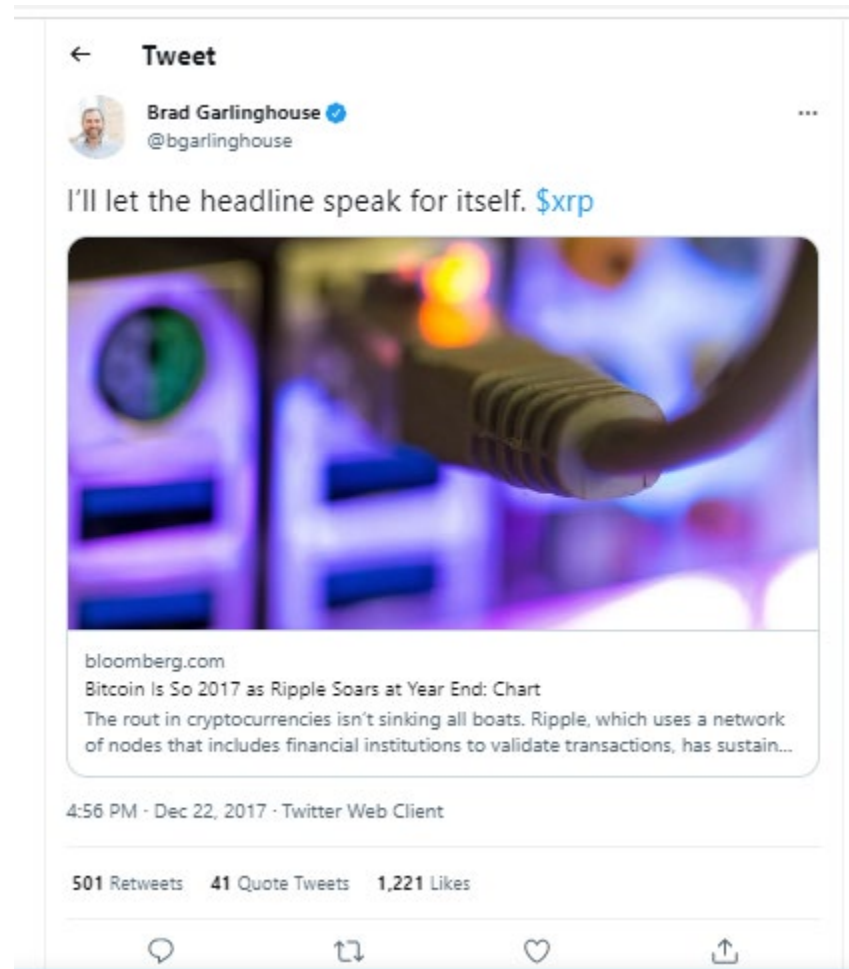 Tweet
Brad Garlinghouse
@bgarlinghouse
I'll let the headline speak for itself. $xrp
bloomberg.com
Bitcoin Is So 2017 as Ripple Soars at Year End: Chart
The rout in cryptocurrencies isn't sinking all boats. Ripple, which uses a network
of nodes that includes financial institutions to validate transactions, has sustain...
4:56 PM · Dec 22, 2017 · Twitter Web Client
501 Retweets 41 Quote Tweets 1,221 Likes